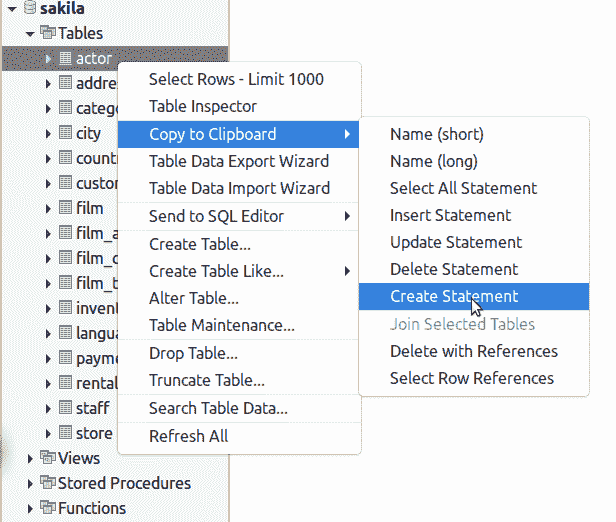 sakila
Tables
actor
addre
categ
city
count
custon
film
film_a
film_c
film_t
invent
langua
payme
rental
staff
store
Views
Stored Procedures
Functions
Select Rows - Limit 1000
Table Inspector
Copy to Clipboard
Table Data Export Wizard
Table Data Import Wizard
Send to SQL Editor
Create Table...
Create Table Like...
Alter Table...
Table Maintenance...
Drop Table...
Truncate Table...
Search Table Data...
Refresh All
Name (short)
Name (long)
Select All Statement
Insert Statement
Update Statement
Delete Statement
Create Statement
Join Selected Tables
Delete with References
Select Row References